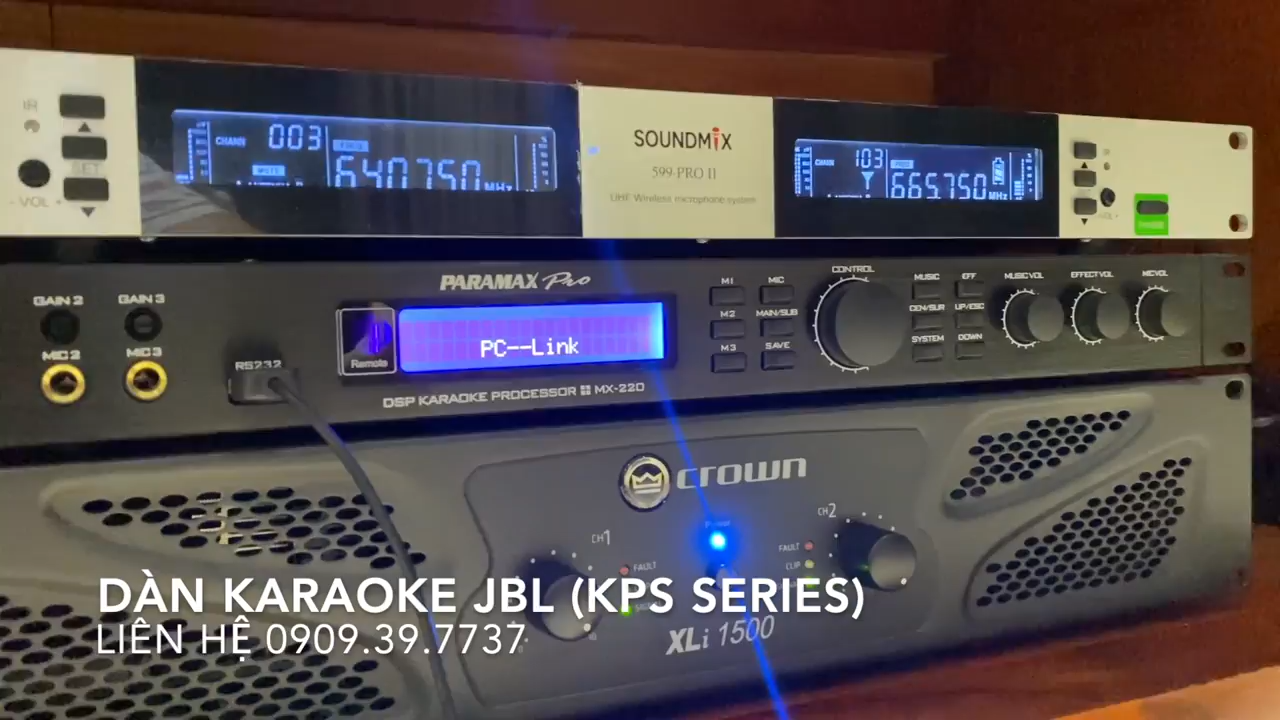 IR
SET
- VOL +
CHANN 003
640750 MHz
SOUNDMiX
599-PRO II
UHF Wireless microphone system
CHAN 103
665750 MHz
PARAMAX Pro
GAIN 2
GAIN 3
MIC 2
MIC 3
RS232
Remote
PC--Link
DSP KARAOKE PROCESSOR MX-220
M1
MIC
M2
MAIN/SUB
M3
SAVE
CONTROL
MUSIC
EFF
CEN/SUR
UP/ESC
SYSTEM
DOWN
MUSIC VOL
EFFECT VOL
MIC VOL
crown
CH1
FAULT
CH2
FAULT
CLIP
XLi 1500
DÀN KARAOKE JBL (KPS SERIES)
LIÊN HỆ 0909.39.7737